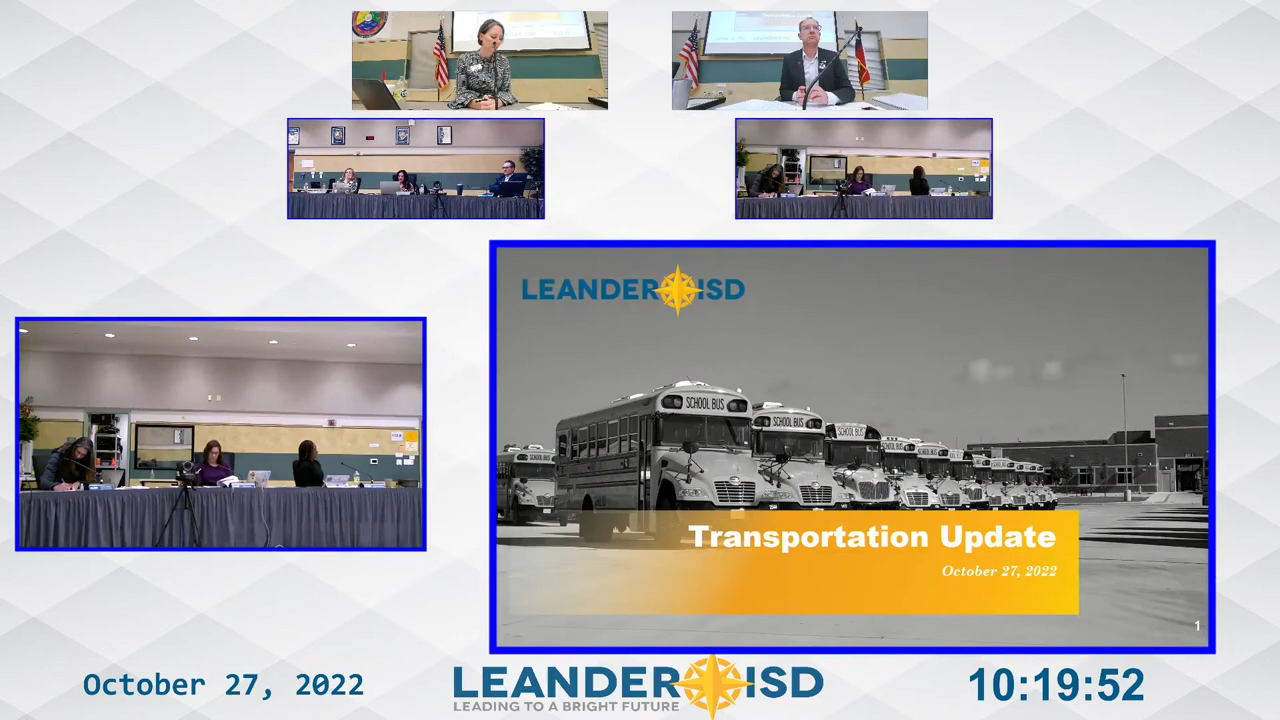 LEANDER ISD
SCHOOL BUS
SCHOOL BUS
SCHOOL BUS
Transportation Update
October 27, 2022
1
October 27, 2022
LEANDER ISD
LEADING TO A BRIGHT FUTURE
10:19:52